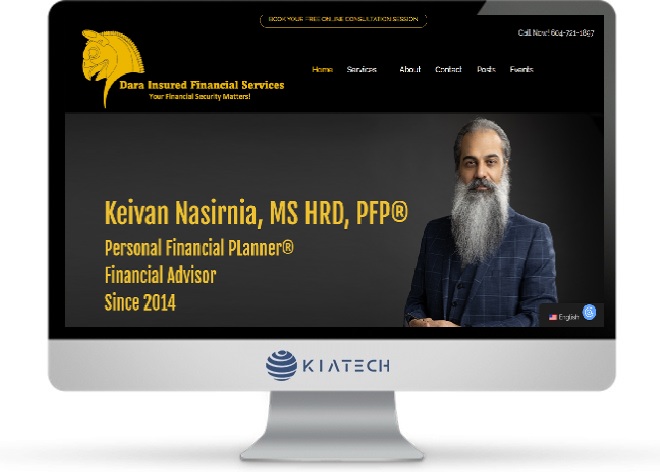 BOOK YOUR FREE ONLINE CONSULTATION SESSION
Call Now! 604-721-1897
Dara Insured Financial Services
Your Financial Security Matters!
Home Services About Contact Posts Events
Keivan Nasirnia, MS HRD, PFP®
Personal Financial PLanner®
Financial Advisor
Since 2014
English
KIATECH